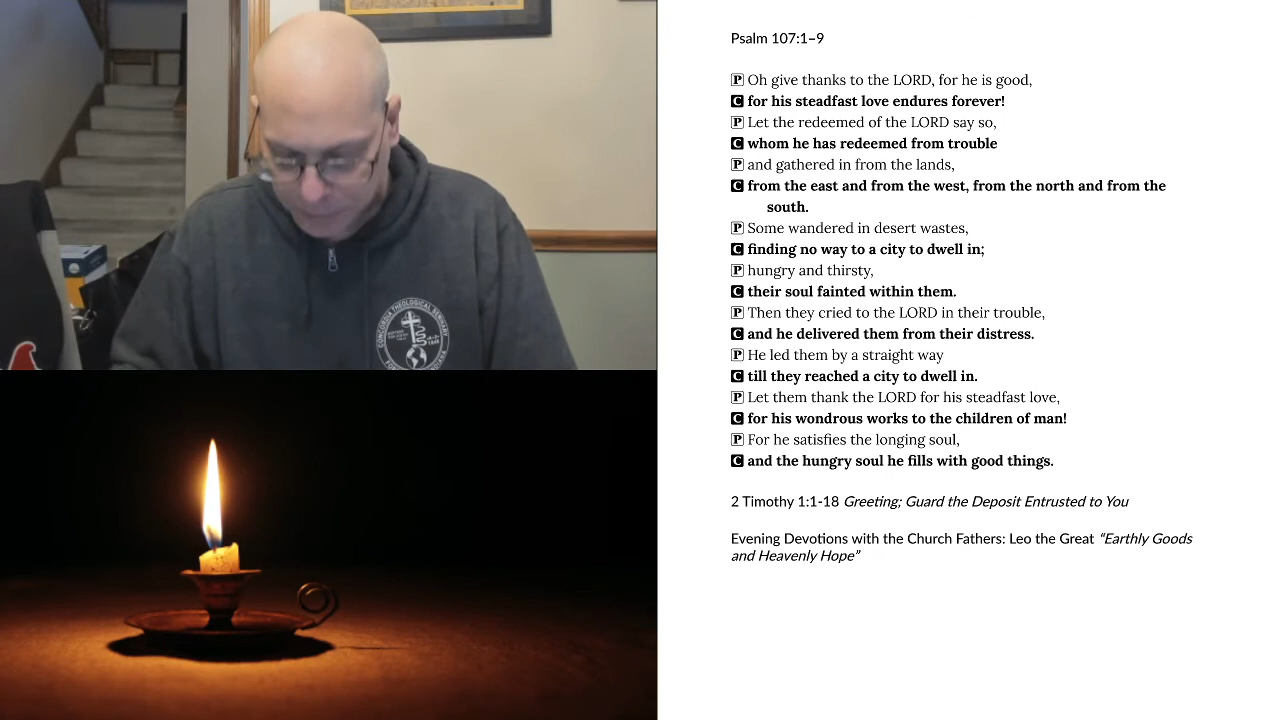 Psalm 107:1–9
P Oh give thanks to the LORD, for he is good,
C for his steadfast love endures forever!
P Let the redeemed of the LORD say so,
C whom he has redeemed from trouble
P and gathered in from the lands,
C from the east and from the west, from the north and from the
south.
P Some wandered in desert wastes,
C finding no way to a city to dwell in;
P hungry and thirsty,
C their soul fainted within them.
P Then they cried to the LORD in their trouble,
C and he delivered them from their distress.
P He led them by a straight way
C till they reached a city to dwell in.
P Let them thank the LORD for his steadfast love,
C for his wondrous works to the children of man!
P For he satisfies the longing soul,
C and the hungry soul he fills with good things.
2 Timothy 1:1-18 Greeting; Guard the Deposit Entrusted to You
Evening Devotions with the Church Fathers: Leo the Great “Earthly Goods
and Heavenly Hope”
CONCORDIA THEOLOGICAL SEMINARY